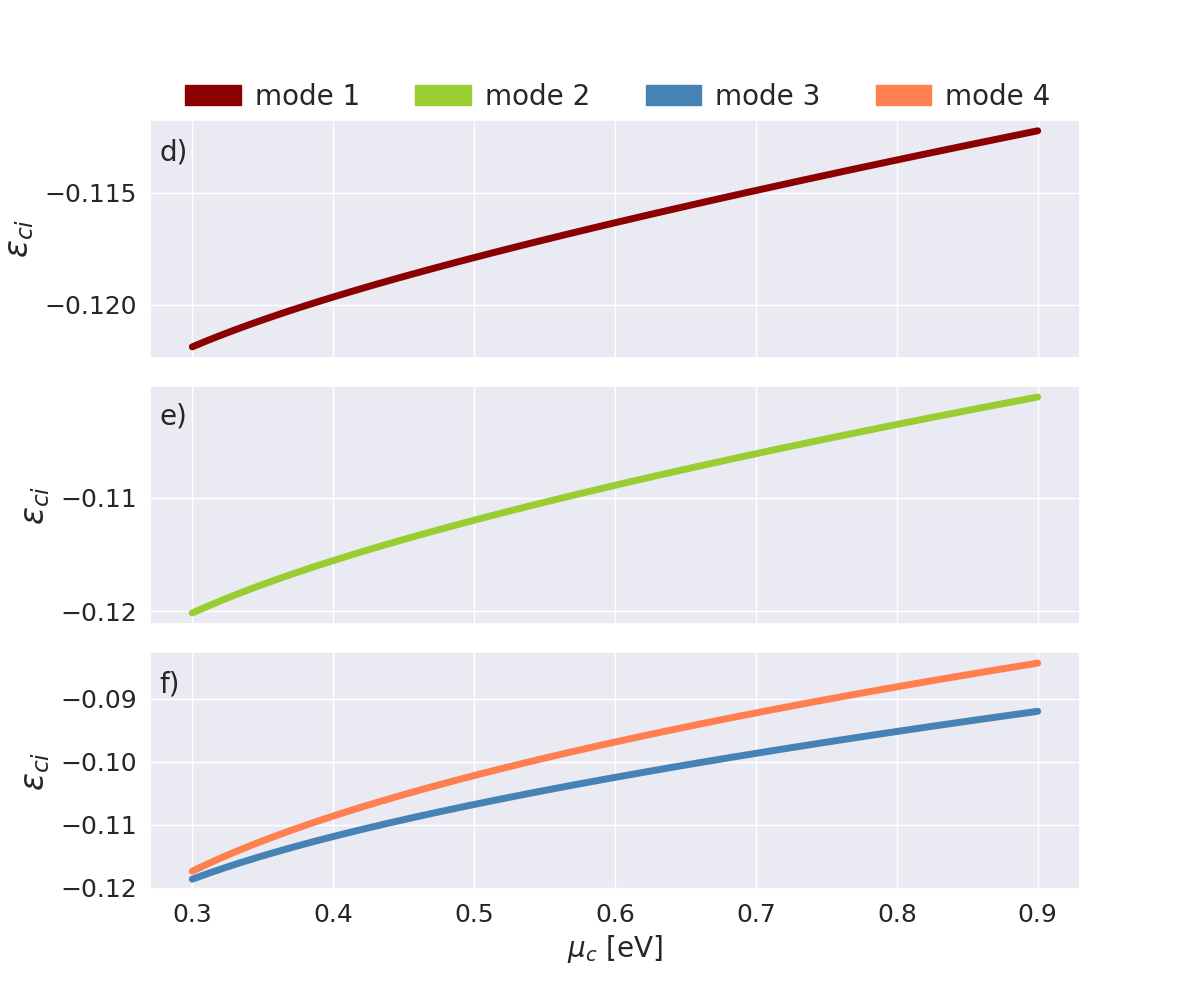 mode 1 mode 2 mode 3 mode 4
d)
−0.115
ε_ci
−0.120
e)
ε_ci
−0.11
−0.12
f)
−0.09
ε_ci
−0.10
−0.11
−0.12
0.3 0.4 0.5 0.6 0.7 0.8 0.9
μ_c [eV]